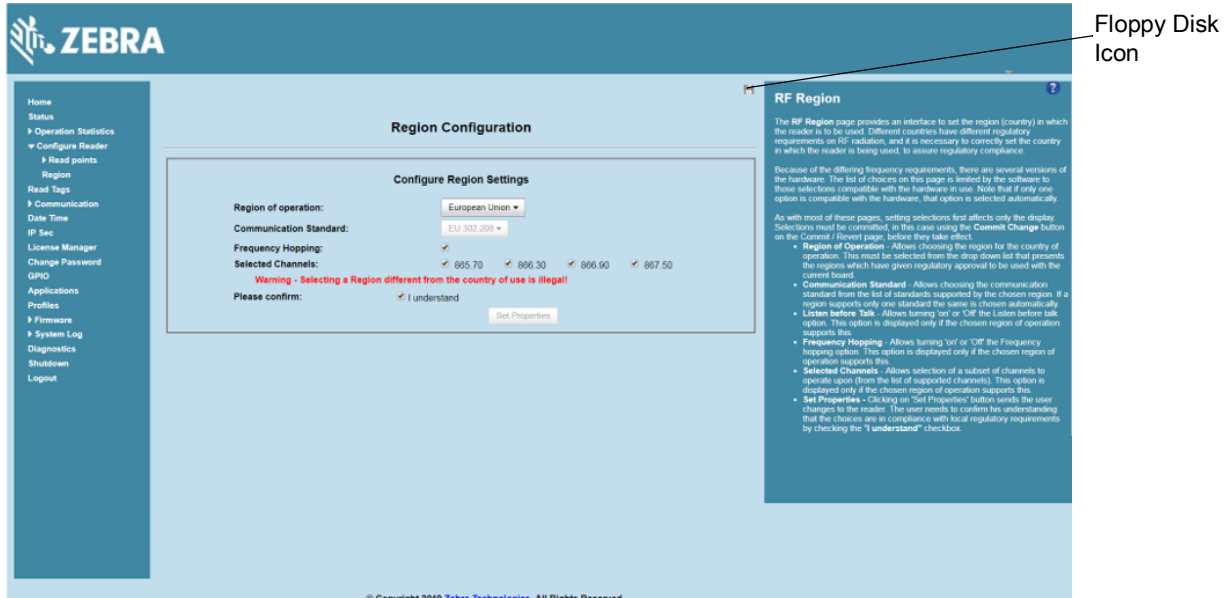 ZEBRA
Floppy Disk
Icon
Home
Status
Operation Statistics
Configure Reader
Read points
Region
Read Tags
Communication
Date Time
IP Sec
License Manager
Change Password
GPIO
Applications
Profiles
Firmware
System Log
Diagnostics
Shutdown
Logout
Region Configuration
Configure Region Settings
Region of operation: European Union
Communication Standard: EU 302.208
Frequency Hopping:
Selected Channels: 865.70 866.30 866.90 867.50
Warning - Selecting a Region different from the country of use is illegal!
Please confirm: I understand
Set Properties
?
RF Region
The RF Region page provides an interface to set the region (country) in which
the reader is to be used. Different countries have different regulatory
requirements on RF radiation, and it is necessary to correctly set the country
in which the reader is being used, to assure regulatory compliance.
Because of the differing frequency requirements, there are several versions of
the hardware. The list of choices on this page is limited by the software to
those selections compatible with the hardware in use. Note that if only one
option is compatible with the hardware, that option is selected automatically.
As with most of these pages, setting selections first affects only the display.
Selections must be committed, in this case using the Commit Change button
on the Commit / Revert page, before they take effect.
• Region of Operation - Allows choosing the region for the country of
operation. This must be selected from the drop down list that presents
the regions which have given regulatory approval to be used with the
current board.
• Communication Standard - Allows choosing the communication
standard from the list of standards supported by the chosen region. If a
region supports only one standard the same is chosen automatically.
• Listen before Talk - Allows turning 'on' or 'Off' the Listen before talk
option. This option is displayed only if the chosen region of operation
supports this.
• Frequency Hopping - Allows turning 'on' or 'Off' the Frequency
hopping option. This option is displayed only if the chosen region of
operation supports this.
• Selected Channels - Allows selection of a subset of channels to
operate upon (from the list of supported channels). This option is
displayed only if the chosen region of operation supports this.
• Set Properties - Clicking on 'Set Properties' button sends the user
changes to the reader. The user needs to confirm his understanding
that the choices are in compliance with local regulatory requirements
by checking the "I understand" checkbox.